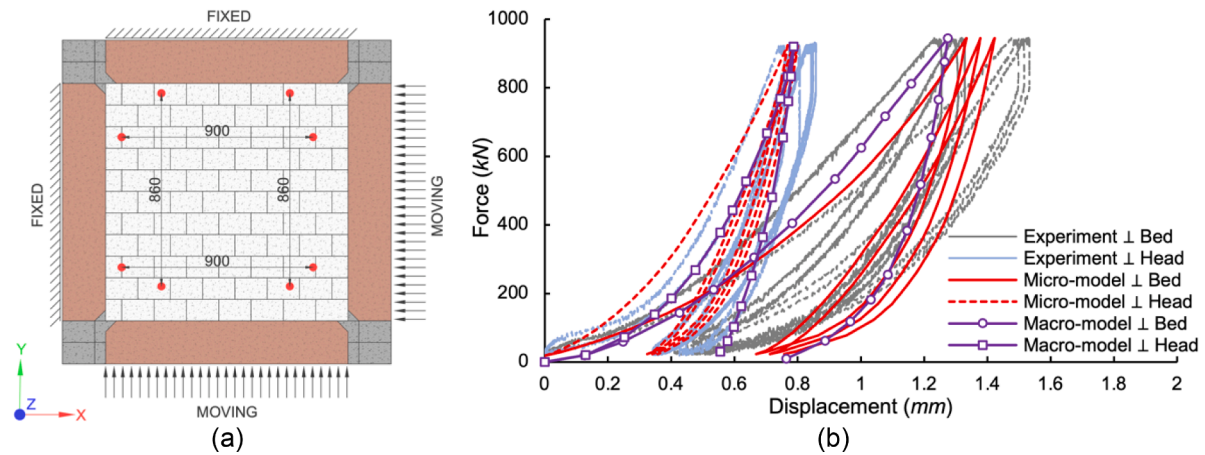 FIXED
FIXED
900
860
860
900
MOVING
MOVING
Y
Z
X
(a)
1000
800
600
400
200
0
Force (kN)
Experiment ⊥ Bed
Experiment ⊥ Head
Micro-model ⊥ Bed
Micro-model ⊥ Head
Macro-model ⊥ Bed
Macro-model ⊥ Head
0 0.2 0.4 0.6 0.8 1 1.2 1.4 1.6 1.8 2
Displacement (mm)
(b)